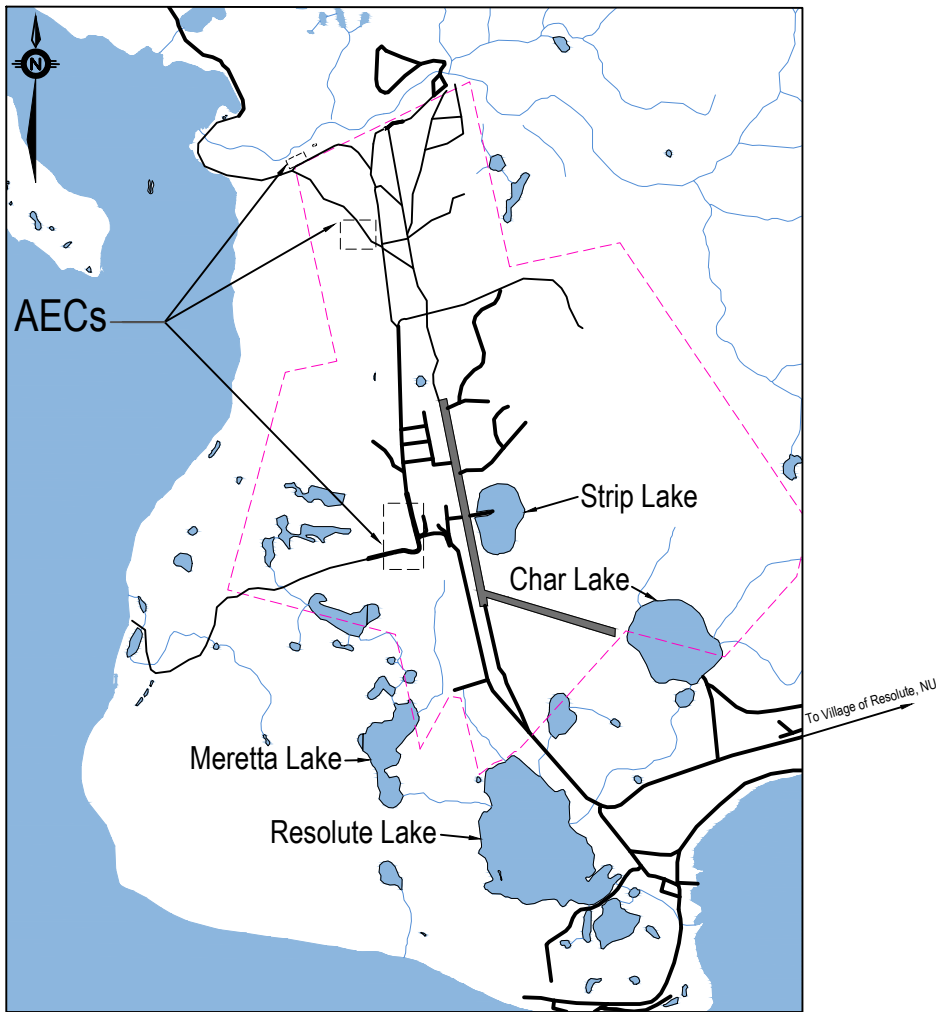 N
AECs
Strip Lake
Char Lake
To Village of Resolute, NU
Meretta Lake
Resolute Lake